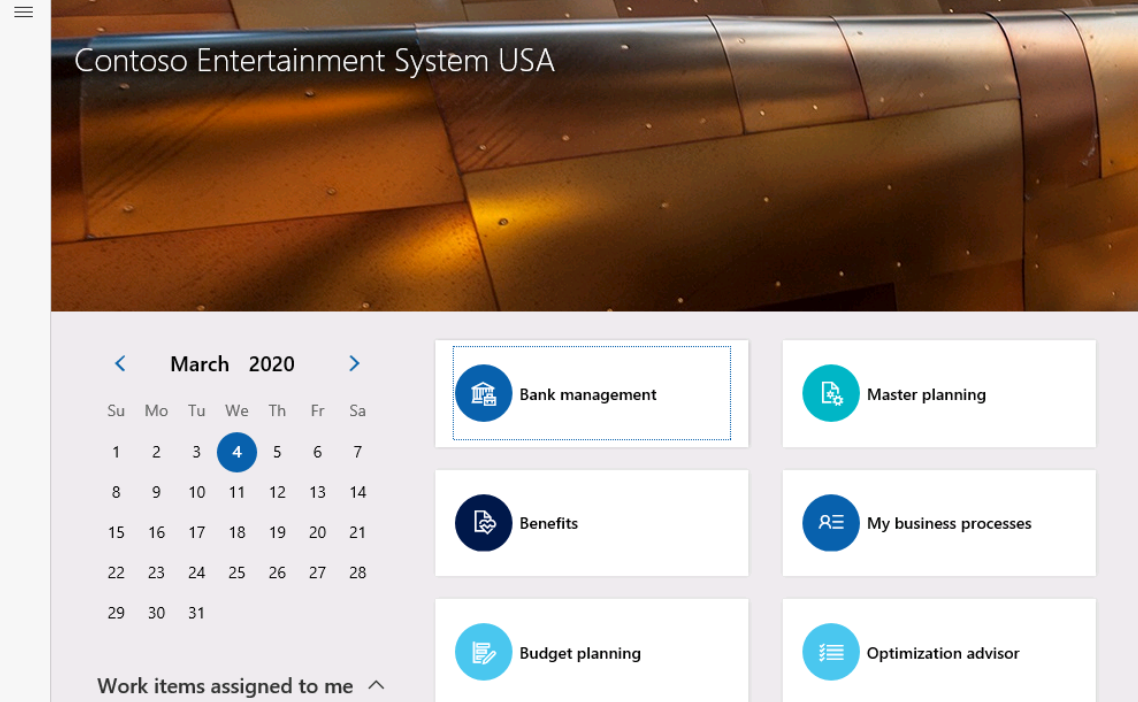 Contoso Entertainment System USA
March 2020
Su Mo Tu We Th Fr Sa
1 2 3 4 5 6 7
8 9 10 11 12 13 14
15 16 17 18 19 20 21
22 23 24 25 26 27 28
29 30 31
Work items assigned to me
Bank management
Master planning
Benefits
My business processes
Budget planning
Optimization advisor